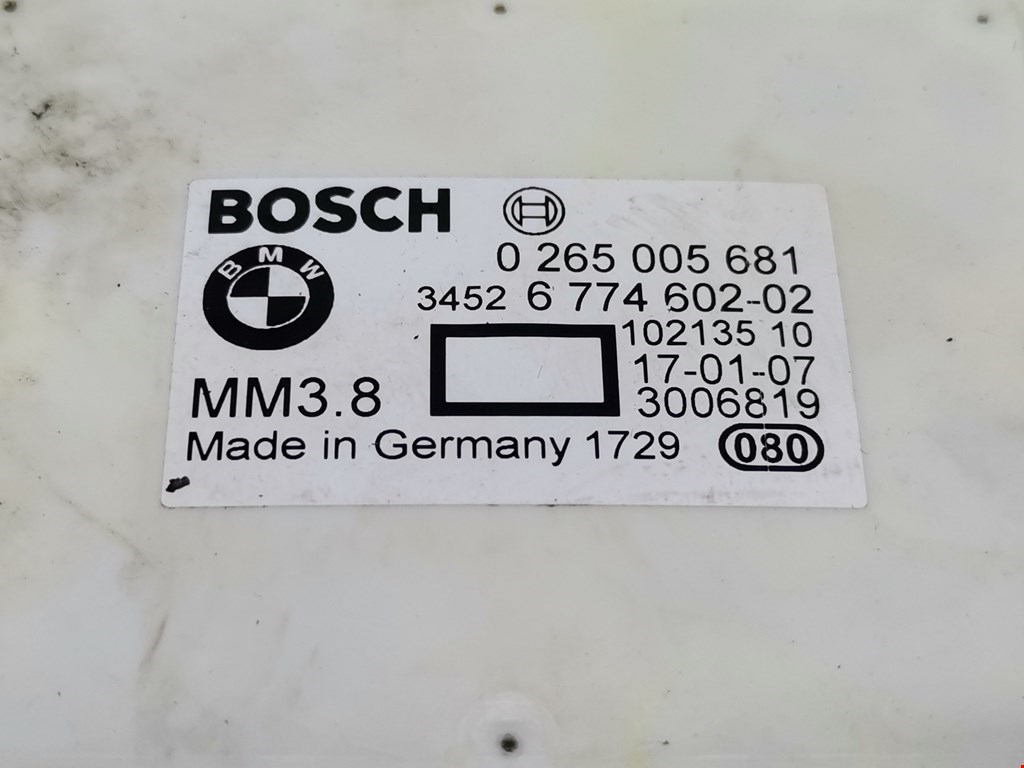 BOSCH
0 265 005 681
BMW
3452 6 774 602-02
102135 10
17-01-07
MM3.8
3006819
Made in Germany 1729 080